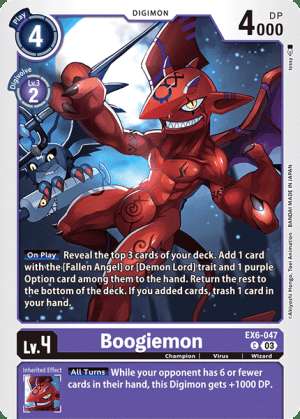 DIGIMON
4
DP
4000
Digivolve
Lv.3
2
On Play Reveal the top 3 cards of your deck. Add 1 card
with the [Fallen Angel] or [Demon Lord] trait and 1 purple
Option card among them to the hand. Return the rest to
the bottom of the deck. If you added cards, trash 1 card in
your hand.
©Akiyoshi Hongo, Toei Animation · BANDAI MADE IN JAPAN
EX6-047
Lv.4
Boogiemon
C 03
Champion Virus Wizard
Inherited Effect
All Turns While your opponent has 6 or fewer
cards in their hand, this Digimon gets +1000 DP.